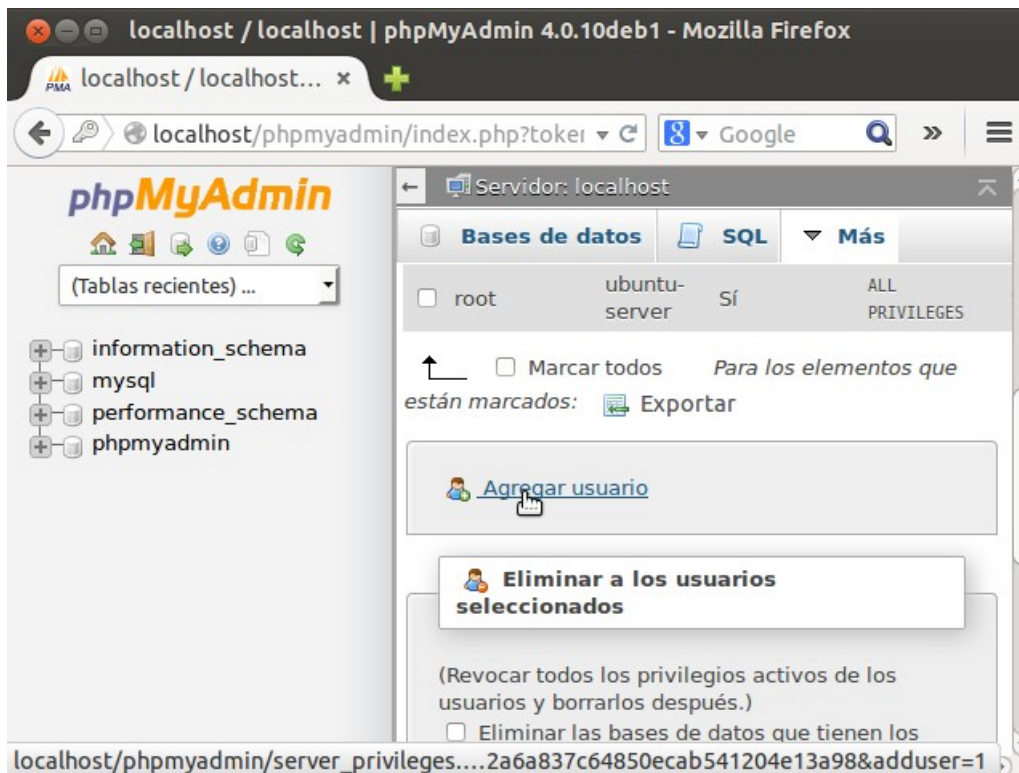 localhost / localhost | phpMyAdmin 4.0.10deb1 - Mozilla Firefox
PMA localhost / localhost...
localhost/phpmyadmin/index.php?toker
8 Google
phpMyAdmin
(Tablas recientes) ...
information_schema
mysql
performance_schema
phpmyadmin
Servidor: localhost
Bases de datos SQL Más
root ubuntu-server Sí ALL PRIVILEGES
Marcar todos Para los elementos que
están marcados: Exportar
Agregar usuario
Eliminar a los usuarios
seleccionados
(Revocar todos los privilegios activos de los
usuarios y borrarlos después.)
Eliminar las bases de datos que tienen los
localhost/phpmyadmin/server_privileges....2a6a837c64850ecab541204e13a98&adduser=1